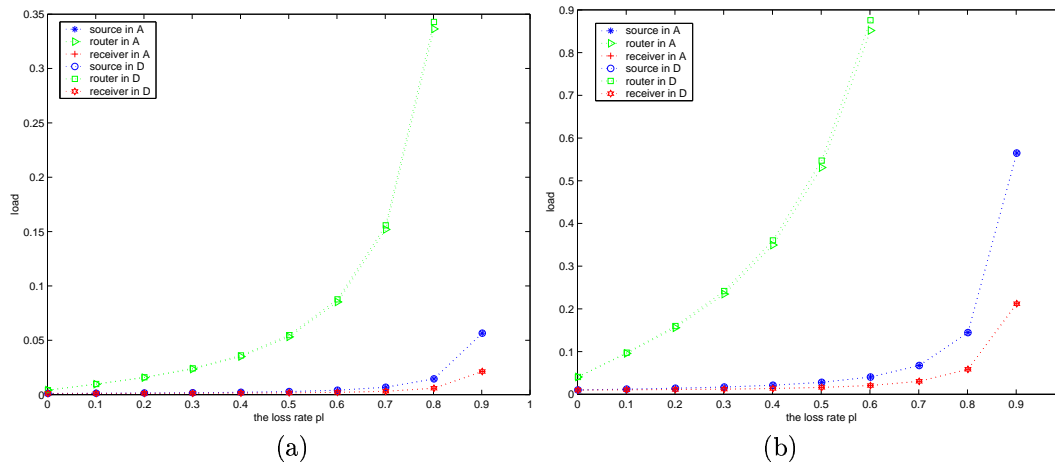 0.35
0.3
0.25
0.2
0.15
0.1
0.05
0
load
source in A
router in A
receiver in A
source in D
router in D
receiver in D
0 0.1 0.2 0.3 0.4 0.5 0.6 0.7 0.8 0.9 1
the loss rate pl
(a)
0.9
0.8
0.7
0.6
0.5
0.4
0.3
0.2
0.1
0
load
source in A
router in A
receiver in A
source in D
router in D
receiver in D
0 0.1 0.2 0.3 0.4 0.5 0.6 0.7 0.8 0.9
the loss rate pl
(b)